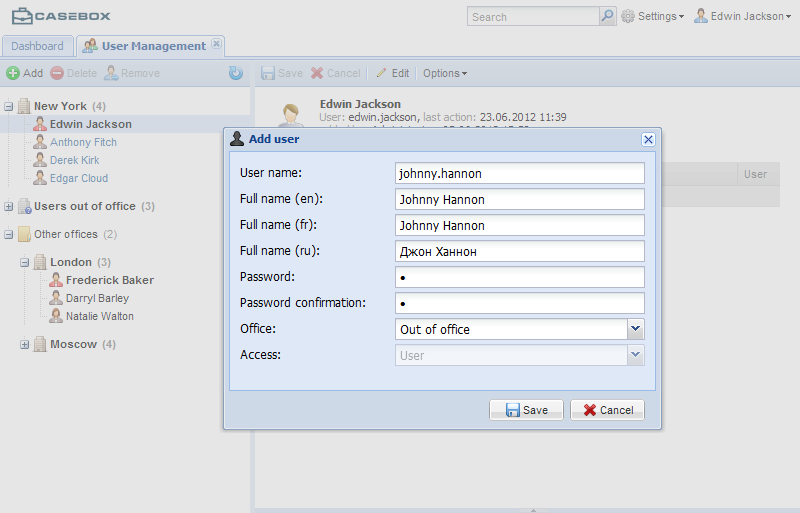 CASEBOX
Search
Settings
Edwin Jackson
Dashboard
User Management
Add Delete Remove
Save Cancel Edit Options
New York (4)
Edwin Jackson
Anthony Fitch
Derek Kirk
Edgar Cloud
Users out of office (3)
Other offices (2)
London (3)
Frederick Baker
Darryl Barley
Natalie Walton
Moscow (4)
Edwin Jackson
User: edwin.jackson, last action: 23.06.2012 11:39
User
Add user
User name: johnny.hannon
Full name (en): Johnny Hannon
Full name (fr): Johnny Hannon
Full name (ru): Джон Ханнон
Password: •
Password confirmation: •
Office: Out of office
Access: User
Save Cancel